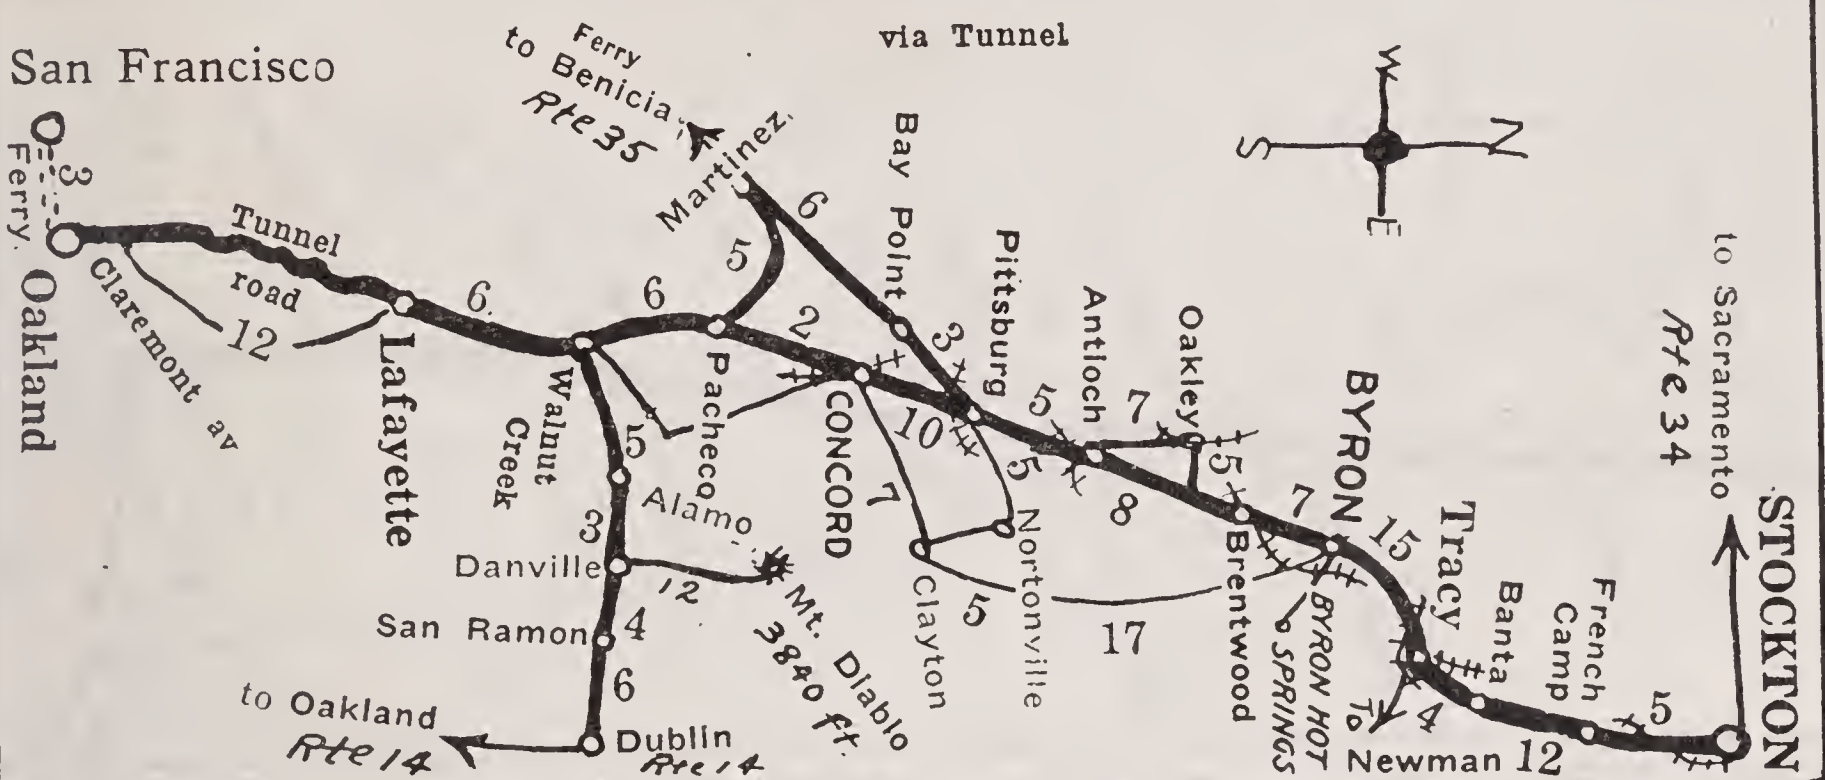 via Tunnel
San Francisco
Ferry
to Benicia
Rte 35
W
N
S
E
3
Ferry.
Oakland
Claremont av
Tunnel
road
12
Lafayette
6
Walnut
Creek
6
Martinez.
5
6
Pacheco
2
Bay Point
3
CONCORD
10
Pittsburg
5
Antioch
7
Oakley
5
8
Brentwood
7
BYRON
15
BYRON HOT
SPRINGS
Tracy
To
Newman
4
Banta
12
French
Camp
5
STOCKTON
to Sacramento
Rte 34
5
Alamo
3
Danville
12
Mt. Diablo
3840 ft.
4
San Ramon
6
Dublin
Rte 14
to Oakland
Rte 14
7
Clayton
5
Nortonville
5
17